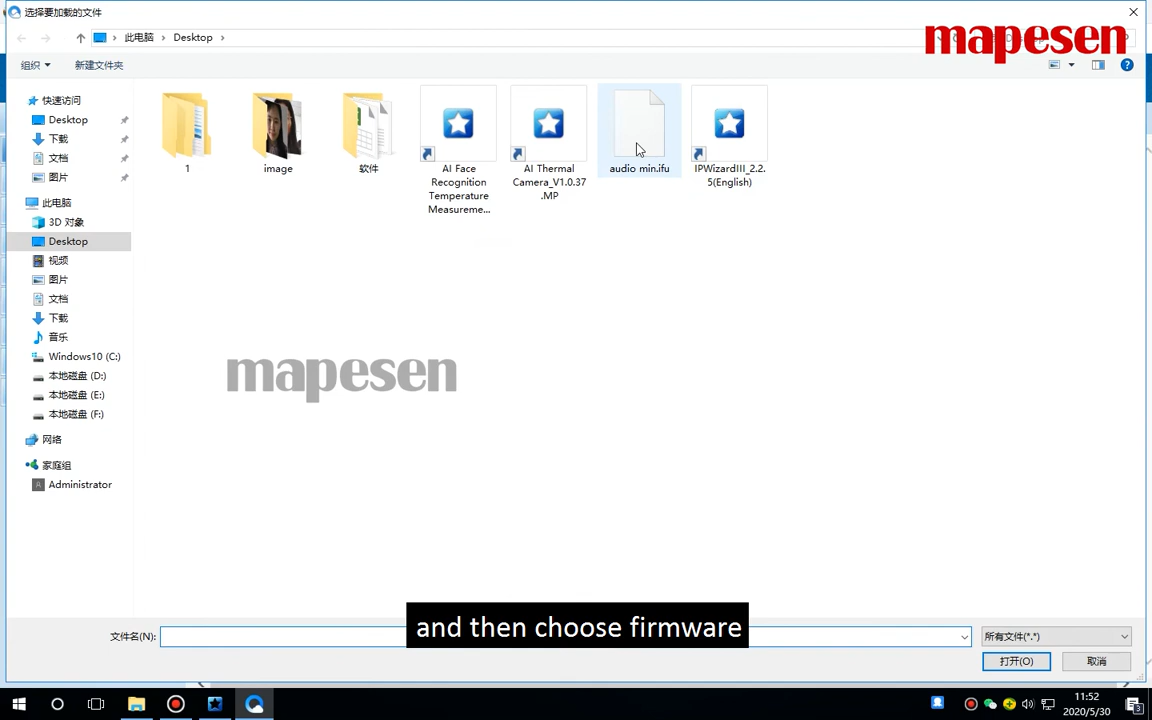 选择要加载的文件
此电脑
Desktop
mapesen
组织
新建文件夹
快速访问
Desktop
下载
文档
图片
此电脑
3D 对象
Desktop
视频
图片
文档
下载
音乐
Windows10 (C:)
本地磁盘 (D:)
本地磁盘 (E:)
本地磁盘 (F:)
网络
家庭组
Administrator
1
image
软件
AI Face
Recognition
Temperature
Measureme...
AI Thermal
Camera_V1.0.37
.MP
audio min.ifu
IPWizardIII_2.2.
5(English)
mapesen
and then choose firmware
文件名(N):
所有文件(*.*)
打开(O)
取消
11:52
2020/5/30
3